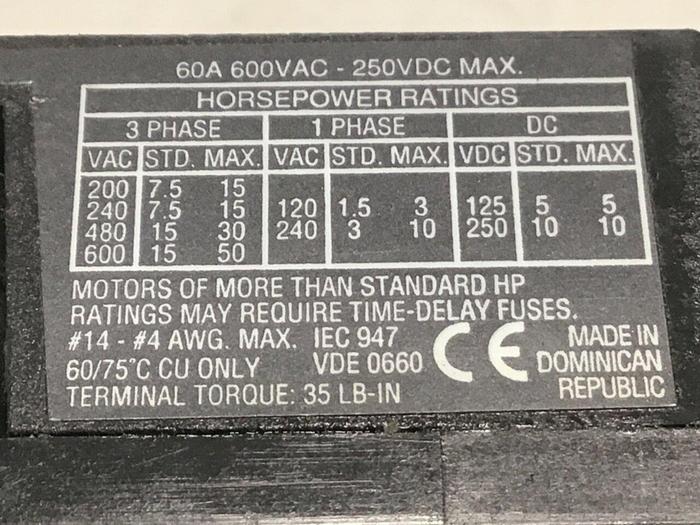 60A 600VAC - 250VDC MAX.
HORSEPOWER RATINGS
3 PHASE 1 PHASE DC
VAC STD. MAX. VAC STD. MAX. VDC STD. MAX.
200 7.5 15
240 7.5 15 120 1.5 3 125 5 5
480 15 30 240 3 10 250 10 10
600 15 50
MOTORS OF MORE THAN STANDARD HP
RATINGS MAY REQUIRE TIME-DELAY FUSES.
#14 - #4 AWG. MAX. IEC 947 CE MADE IN
60/75°C CU ONLY VDE 0660 DOMINICAN
TERMINAL TORQUE: 35 LB-IN REPUBLIC